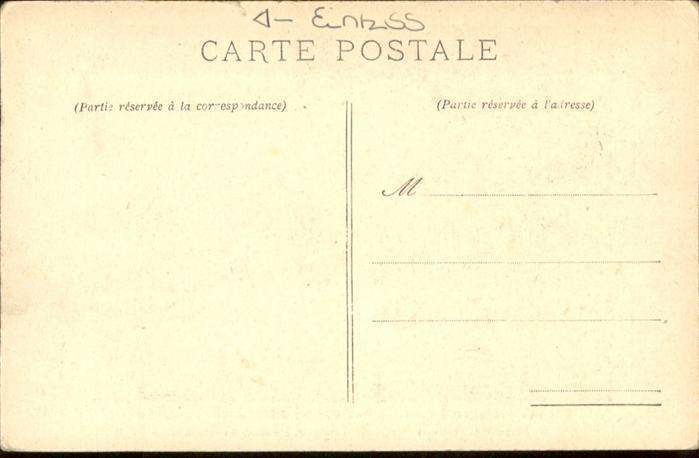 CARTE POSTALE
(Partie réservée à la correspondance)
(Partie réservée à l'adresse)
M